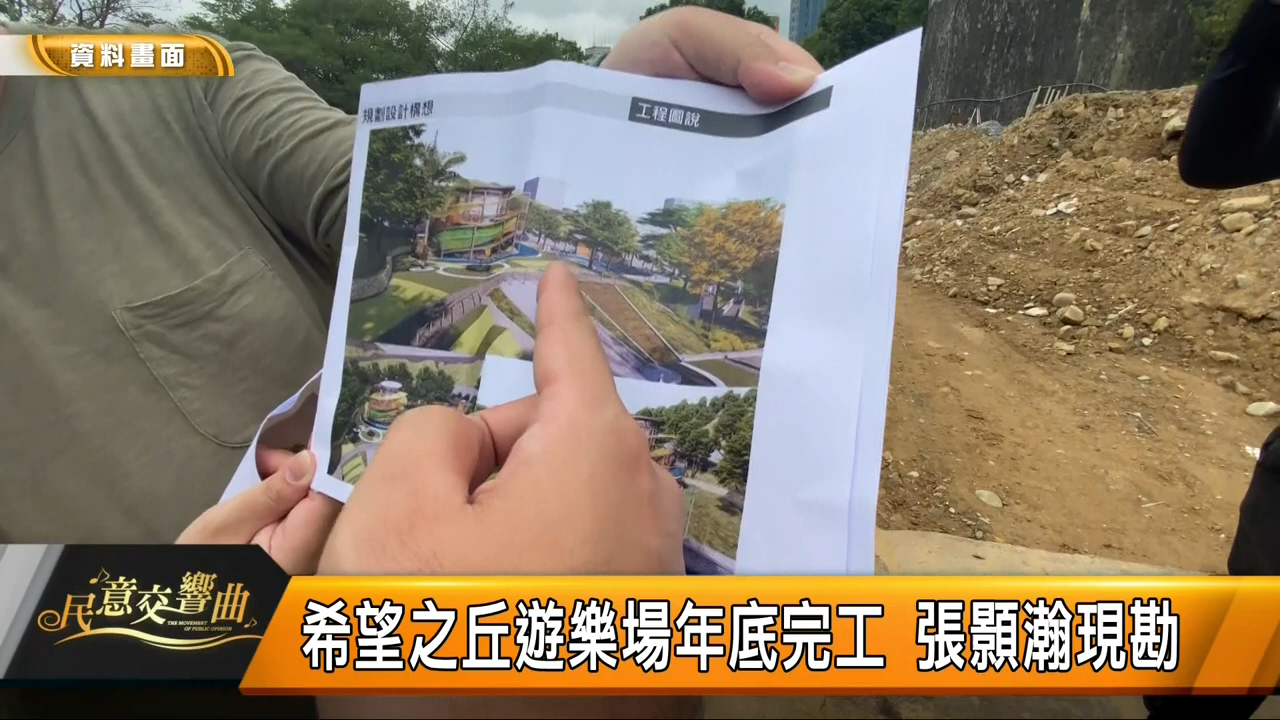 資料畫面
規劃設計構想
工程圖說
民意交響曲
THE MOVEMENT
OF PUBLIC OPINION
希望之丘遊樂場年底完工 張顥瀚現勘